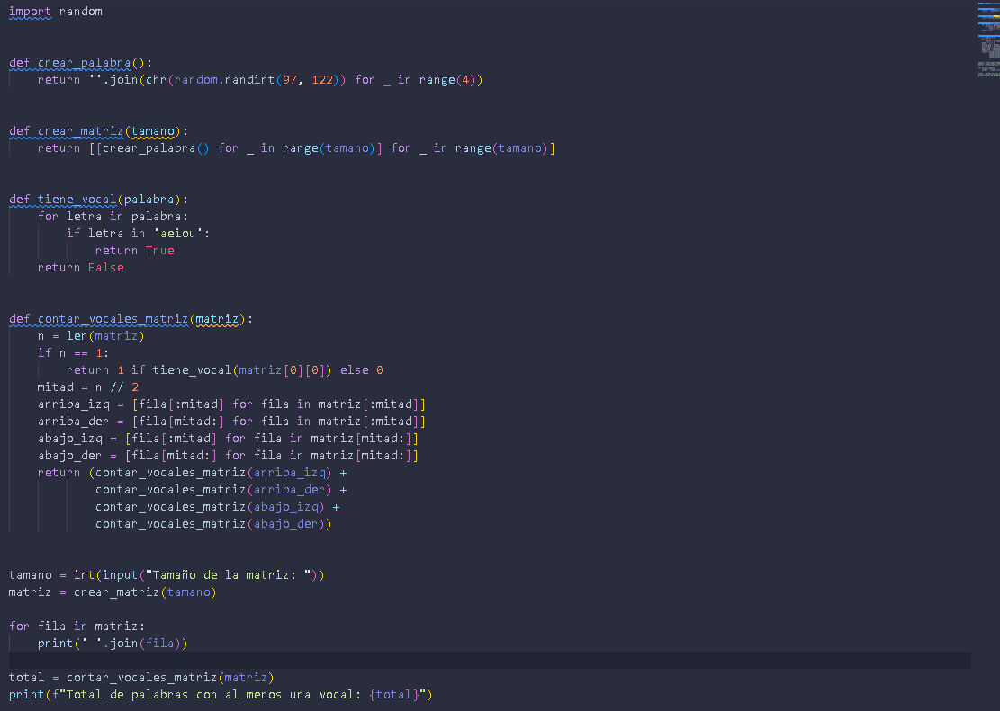 import random
def crear_palabra():
    return ''.join(chr(random.randint(97, 122)) for _ in range(4))
def crear_matriz(tamano):
    return [[crear_palabra() for _ in range(tamano)] for _ in range(tamano)]
def tiene_vocal(palabra):
    for letra in palabra:
        if letra in 'aeiou':
            return True
    return False
def contar_vocales_matriz(matriz):
    n = len(matriz)
    if n == 1:
        return 1 if tiene_vocal(matriz[0][0]) else 0
    mitad = n // 2
    arriba_izq = [fila[:mitad] for fila in matriz[:mitad]]
    arriba_der = [fila[mitad:] for fila in matriz[:mitad]]
    abajo_izq = [fila[:mitad] for fila in matriz[mitad:]]
    abajo_der = [fila[mitad:] for fila in matriz[mitad:]]
    return (contar_vocales_matriz(arriba_izq) +
            contar_vocales_matriz(arriba_der) +
            contar_vocales_matriz(abajo_izq) +
            contar_vocales_matriz(abajo_der))
tamano = int(input("Tamaño de la matriz: "))
matriz = crear_matriz(tamano)
for fila in matriz:
    print(' '.join(fila))
total = contar_vocales_matriz(matriz)
print(f"Total de palabras con al menos una vocal: {total}")